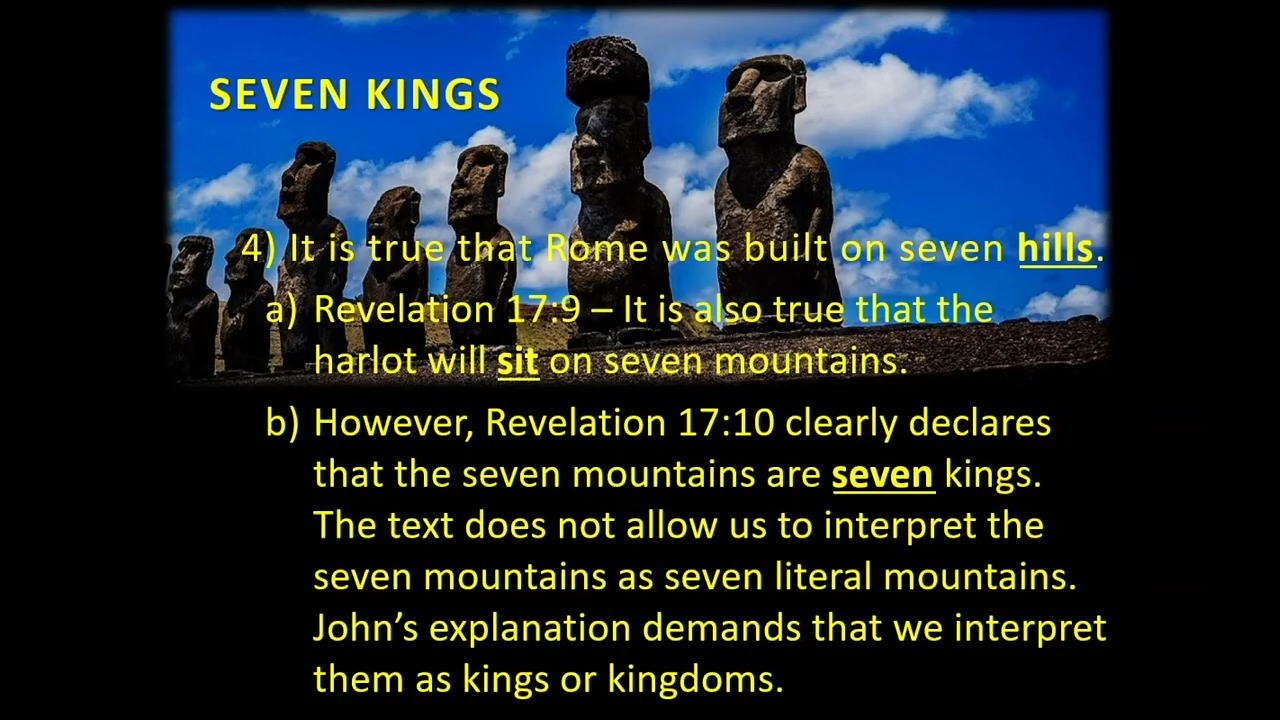 SEVEN KINGS
4) It is true that Rome was built on seven hills.
a) Revelation 17:9 – It is also true that the
harlot will sit on seven mountains.
b) However, Revelation 17:10 clearly declares
that the seven mountains are seven kings.
The text does not allow us to interpret the
seven mountains as seven literal mountains.
John’s explanation demands that we interpret
them as kings or kingdoms.